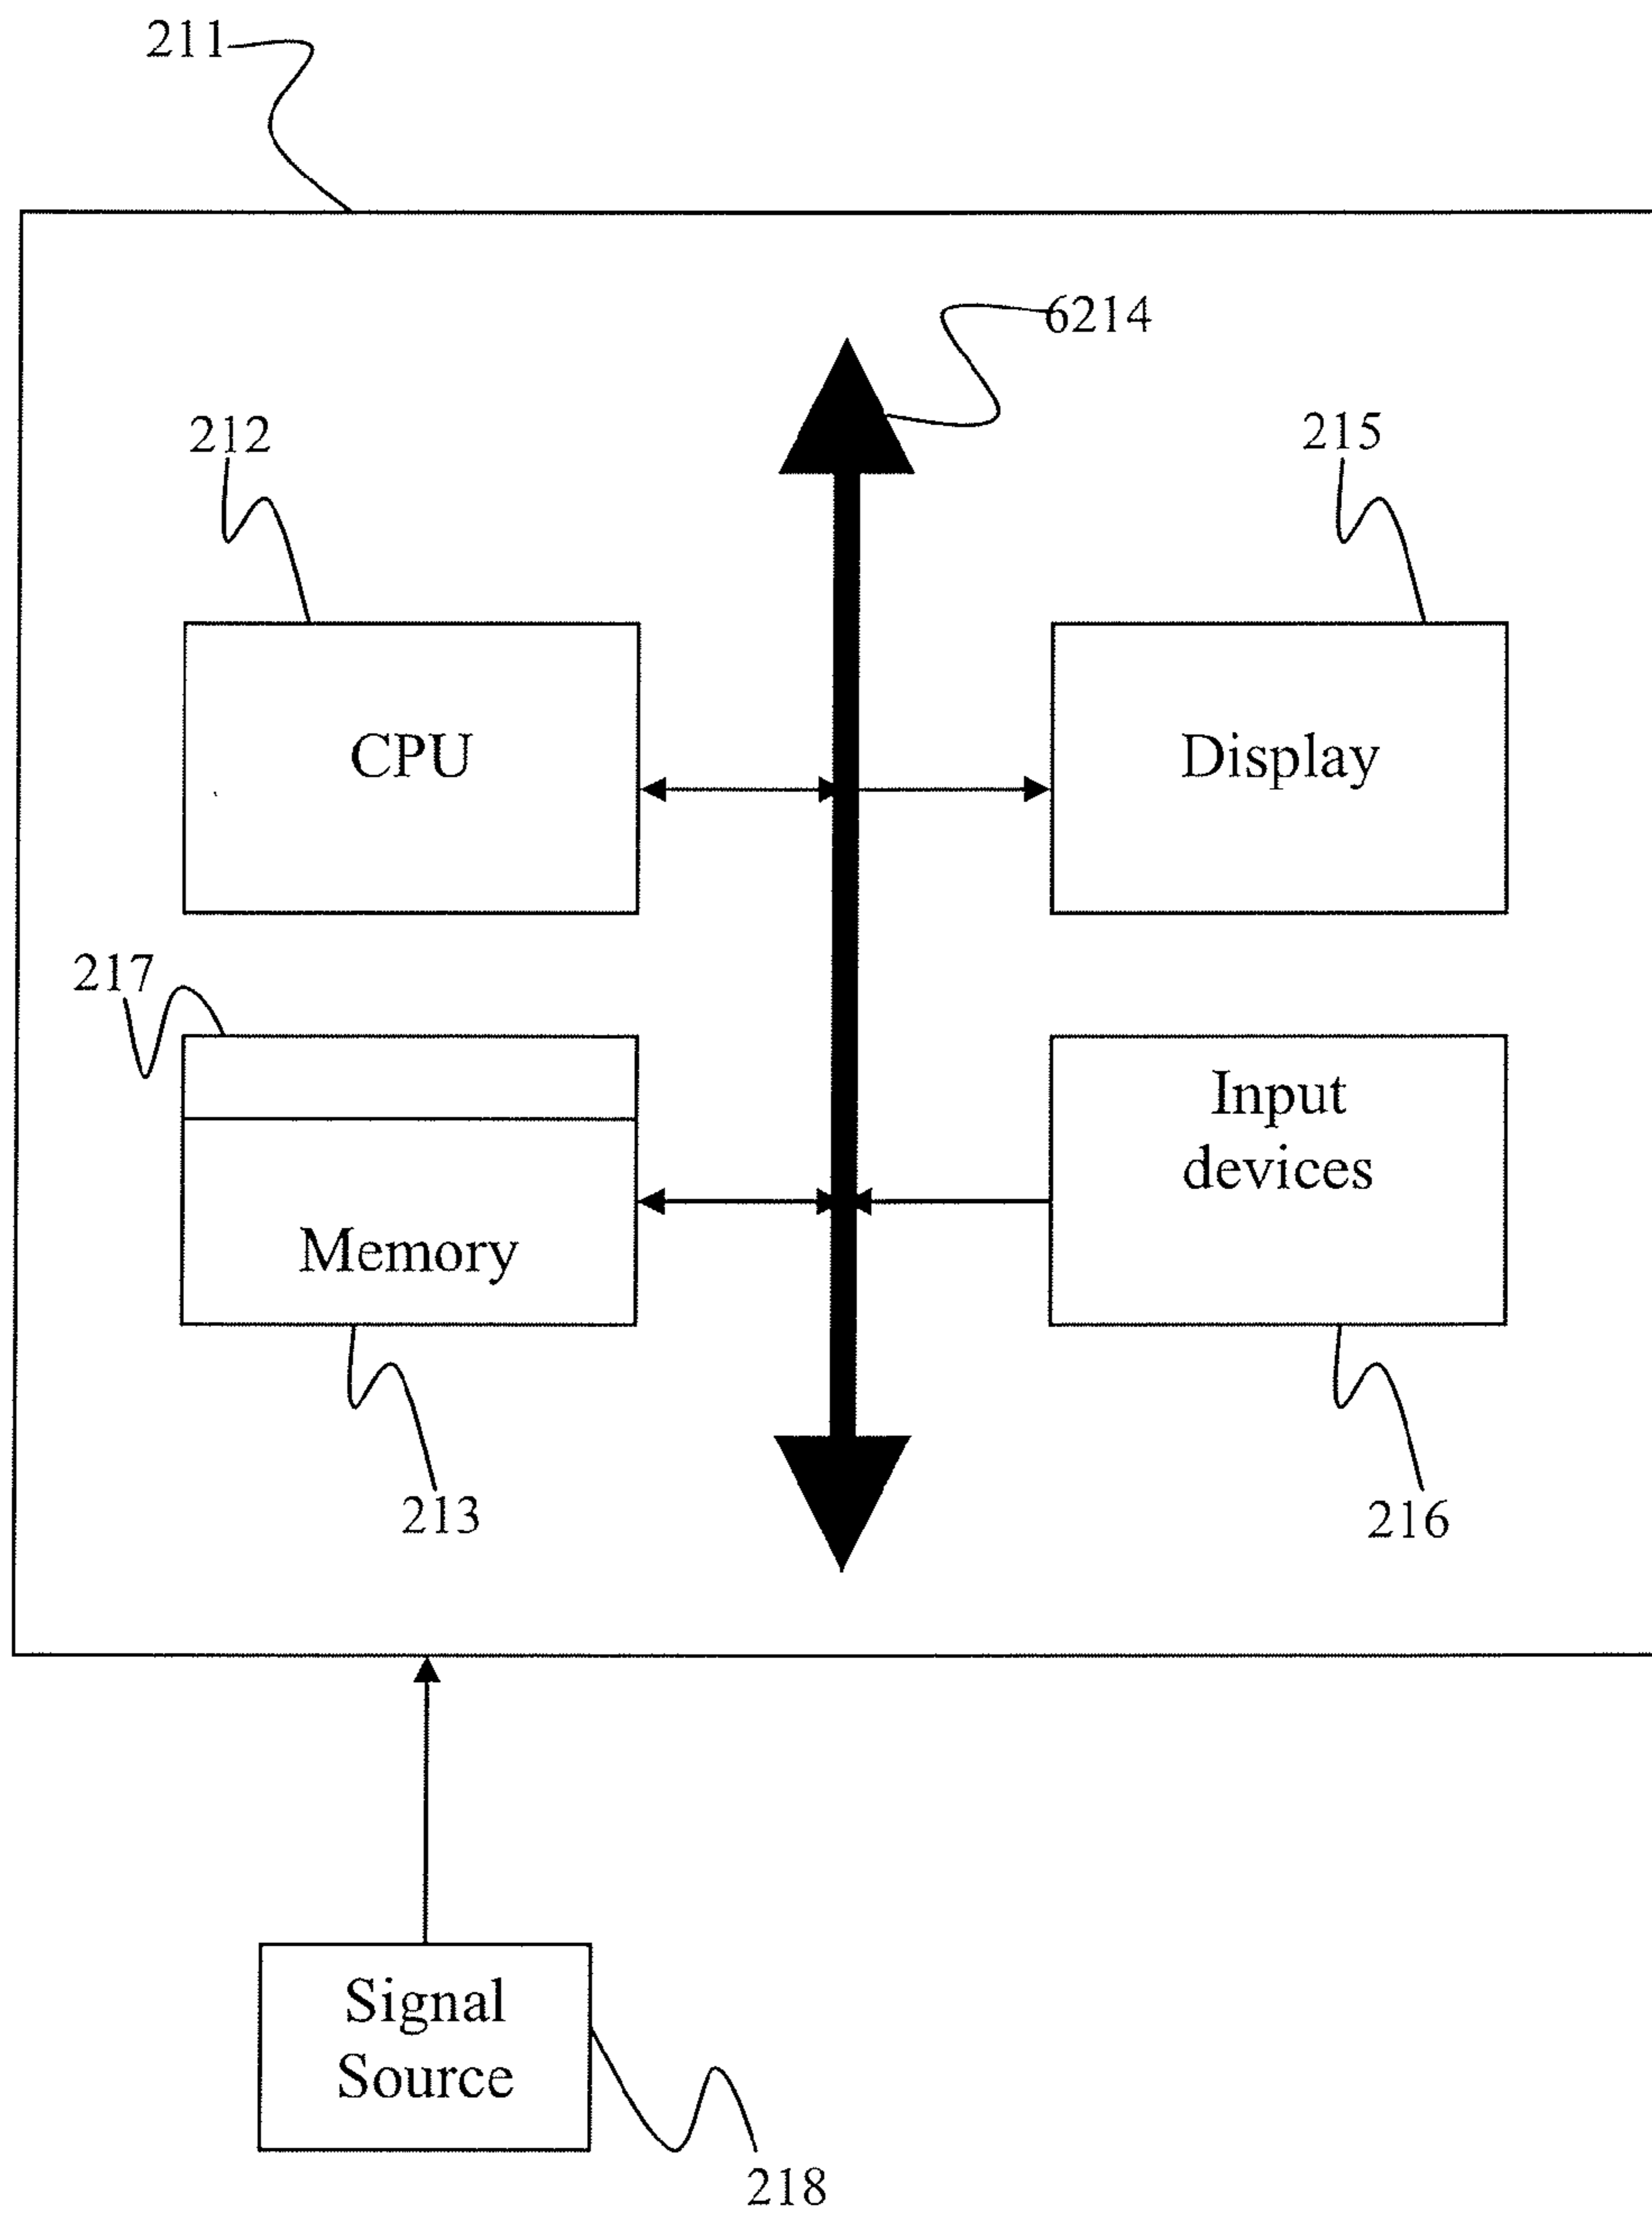 211
6214
212
215
CPU
Display
217
Input
devices
Memory
213
216
Signal
Source
218